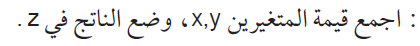 : اجمع قيمة المتغيرين x,y، وضع الناتج في z .